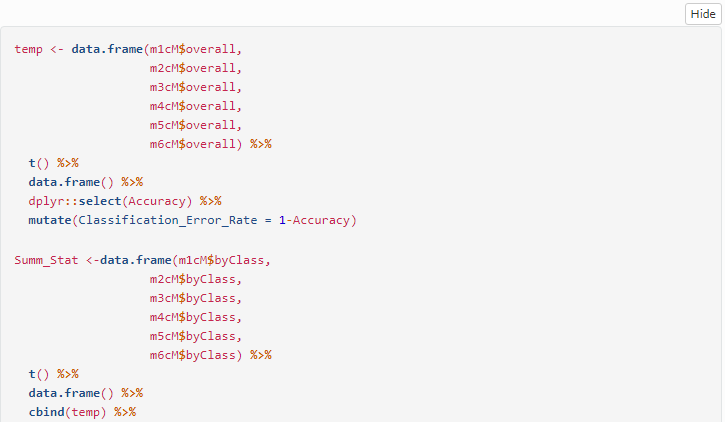 Hide
temp <- data.frame(m1cM$overall,
                   m2cM$overall,
                   m3cM$overall,
                   m4cM$overall,
                   m5cM$overall,
                   m6cM$overall) %>%
  t() %>%
  data.frame() %>%
  dplyr::select(Accuracy) %>%
  mutate(Classification_Error_Rate = 1-Accuracy)
Summ_Stat <-data.frame(m1cM$byClass,
                   m2cM$byClass,
                   m3cM$byClass,
                   m4cM$byClass,
                   m5cM$byClass,
                   m6cM$byClass) %>%
  t() %>%
  data.frame() %>%
  cbind(temp) %>%